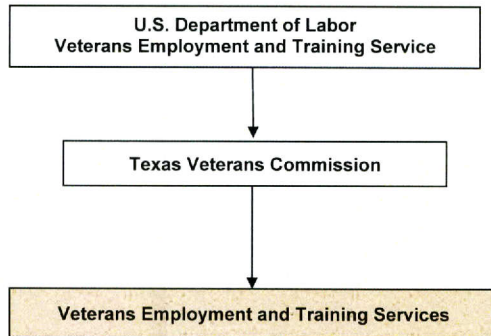 U.S. Department of Labor
Veterans Employment and Training Service
Texas Veterans Commission
Veterans Employment and Training Services